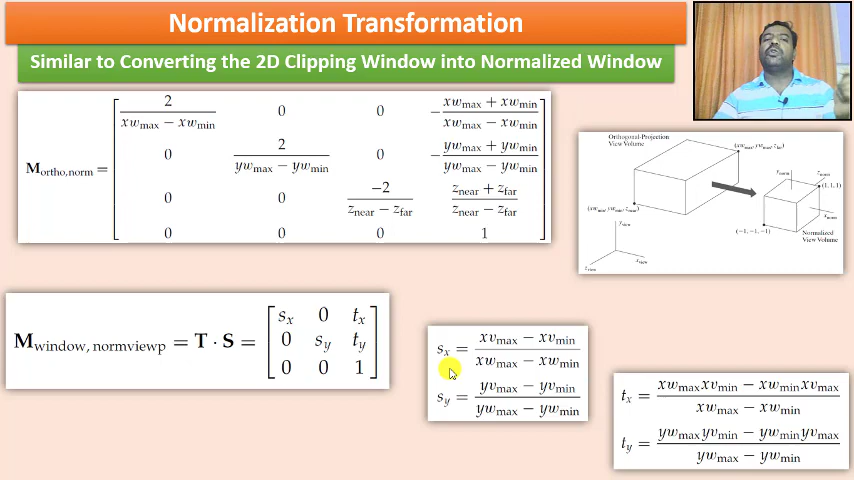 Normalization Transformation
Similar to Converting the 2D Clipping Window into Normalized Window
M_ortho,norm = [ 2/(xw_max − xw_min) 0 0 −(xw_max + xw_min)/(xw_max − xw_min)
0 2/(yw_max − yw_min) 0 −(yw_max + yw_min)/(yw_max − yw_min)
0 0 −2/(z_near − z_far) (z_near + z_far)/(z_near − z_far)
0 0 0 1 ]
Orthogonal-Projection
View Volume
(xw_max, yw_max, z_far)
(xw_min, yw_min, z_near)
y_view
x_view
z_view
y_norm
z_norm
(1, 1, 1)
x_norm
(−1, −1, −1)
Normalized
View Volume
M_window, normviewp = T · S = [ s_x 0 t_x
0 s_y t_y
0 0 1 ]
s_x = (xv_max − xv_min)/(xw_max − xw_min)
s_y = (yv_max − yv_min)/(yw_max − yw_min)
t_x = (xw_max xv_min − xw_min xv_max)/(xw_max − xw_min)
t_y = (yw_max yv_min − yw_min yv_max)/(yw_max − yw_min)